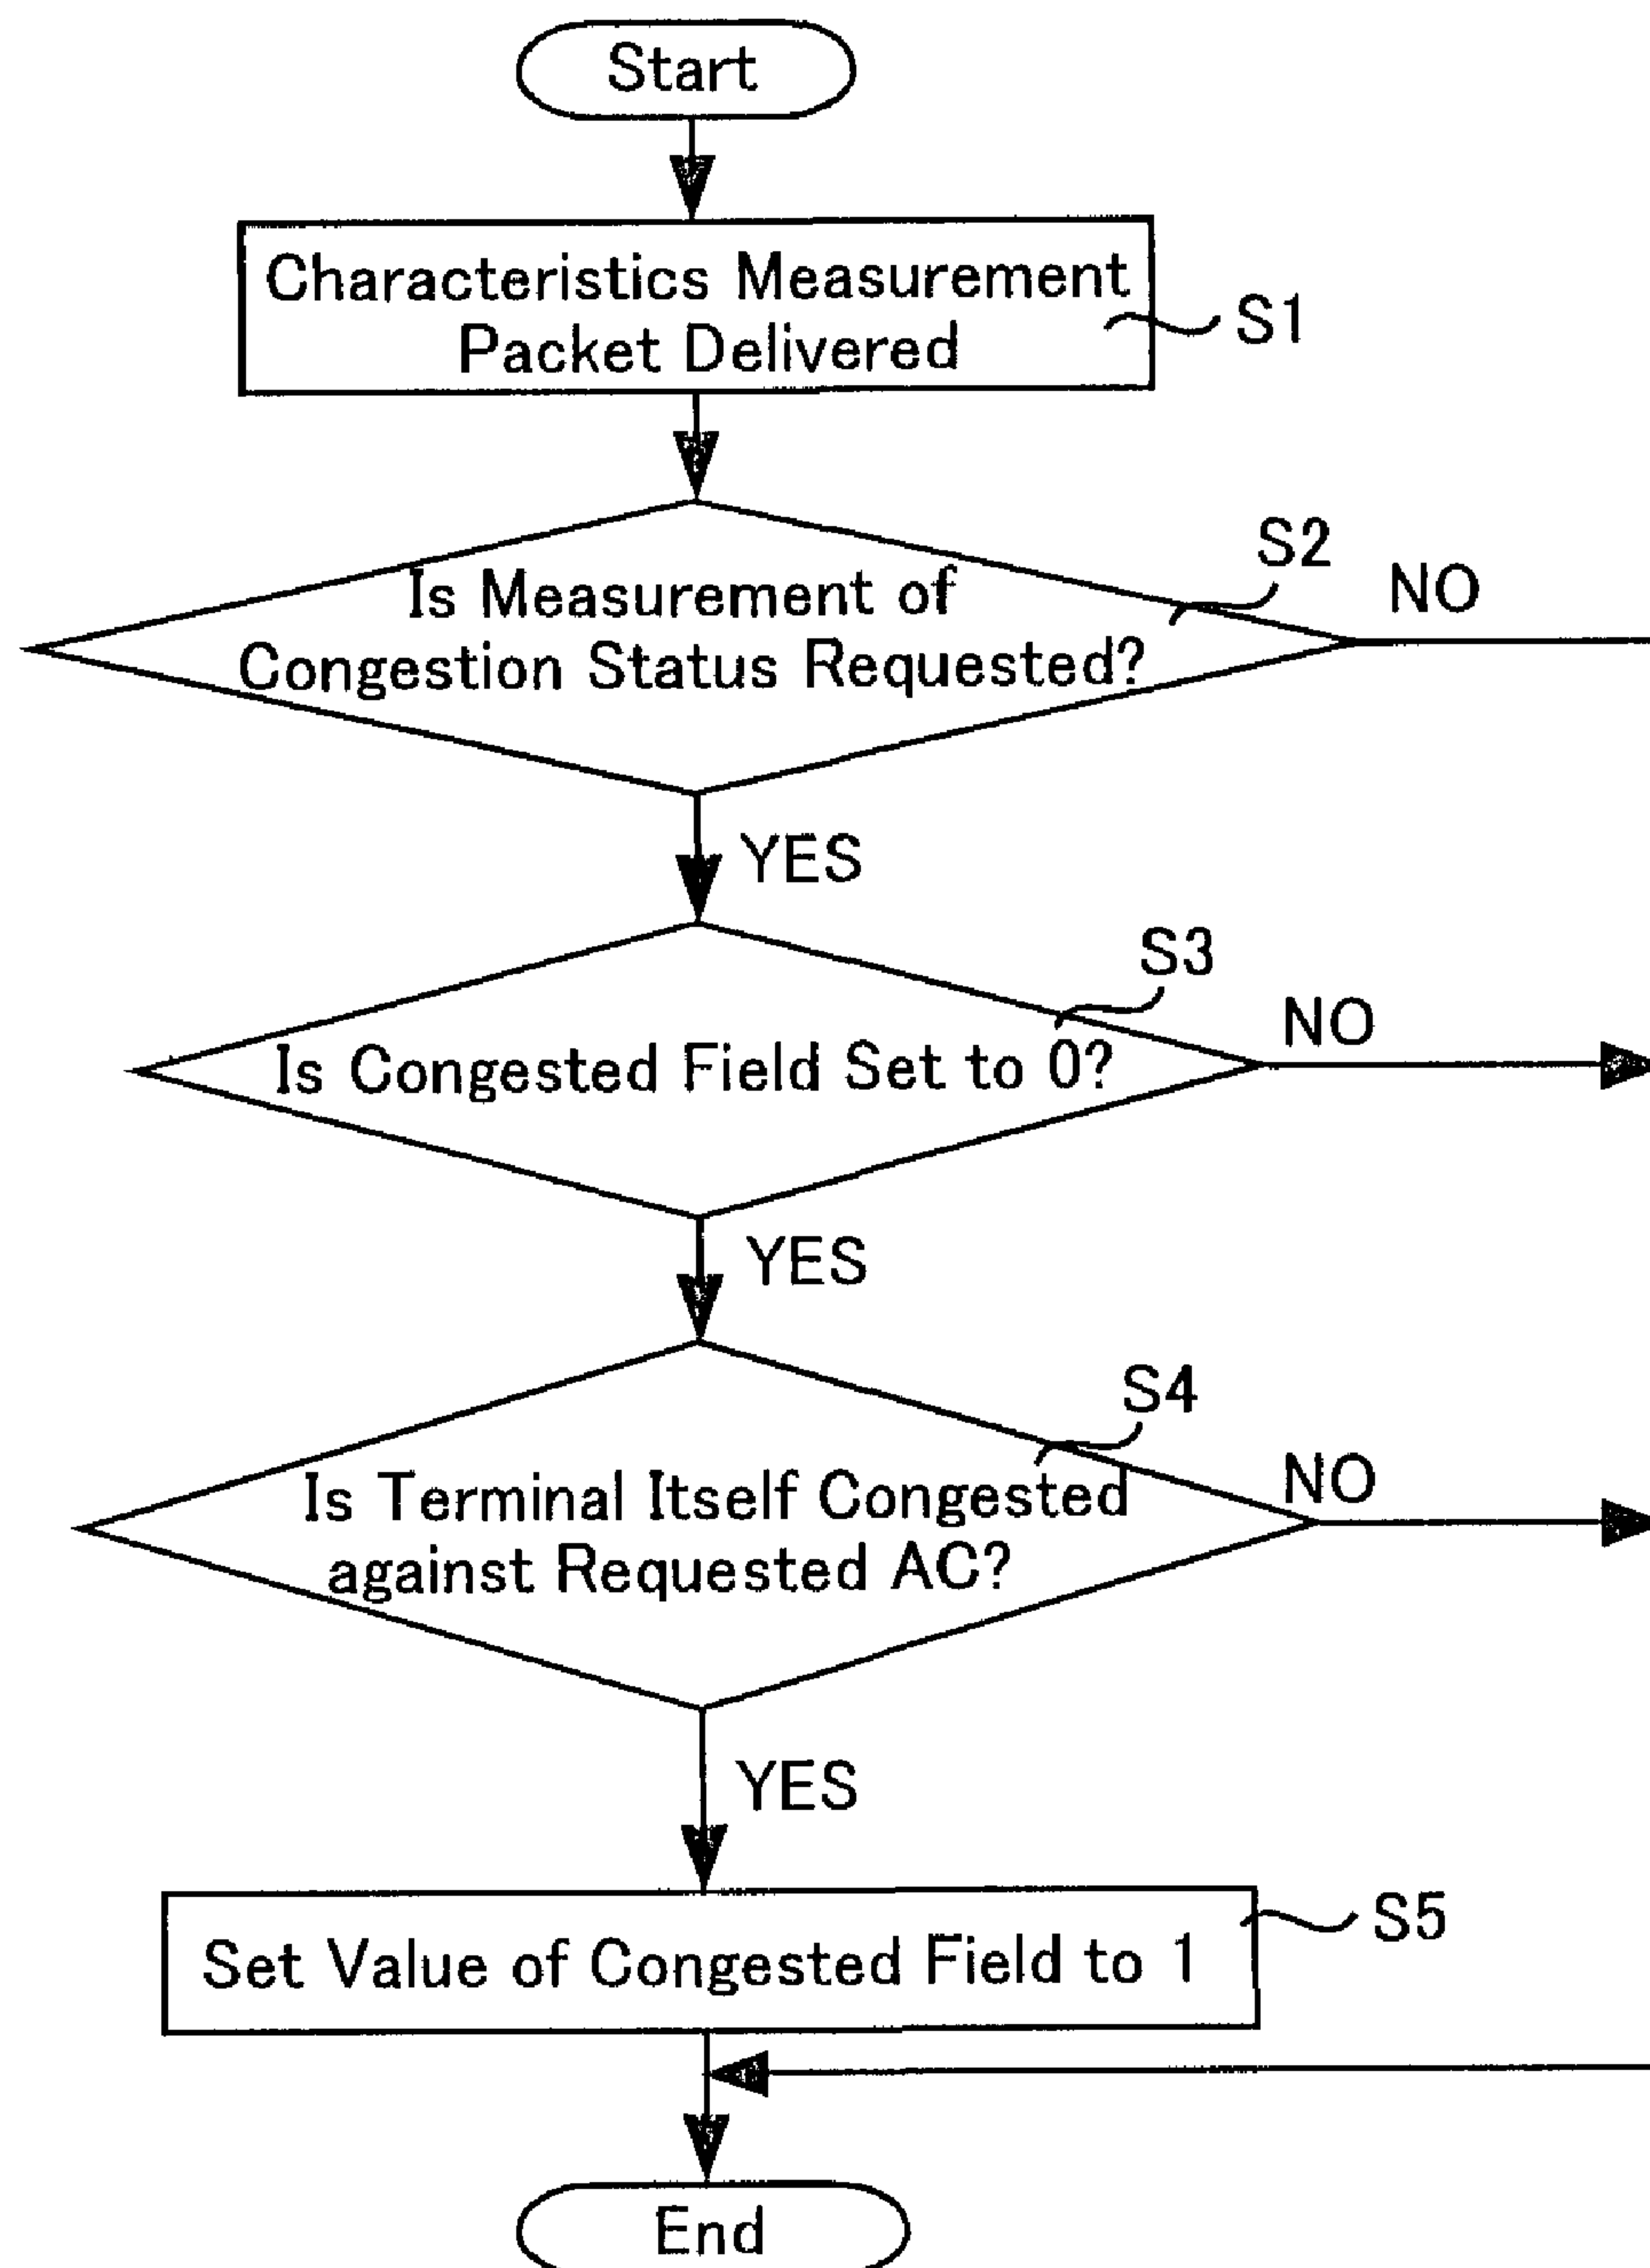 Start
Characteristics Measurement
Packet Delivered
S1
S2
NO
Is Measurement of
Congestion Status Requested?
YES
S3
NO
Is Congested Field Set to 0?
YES
S4
NO
Is Terminal Itself Congested
against Requested AC?
YES
S5
Set Value of Congested Field to 1
End